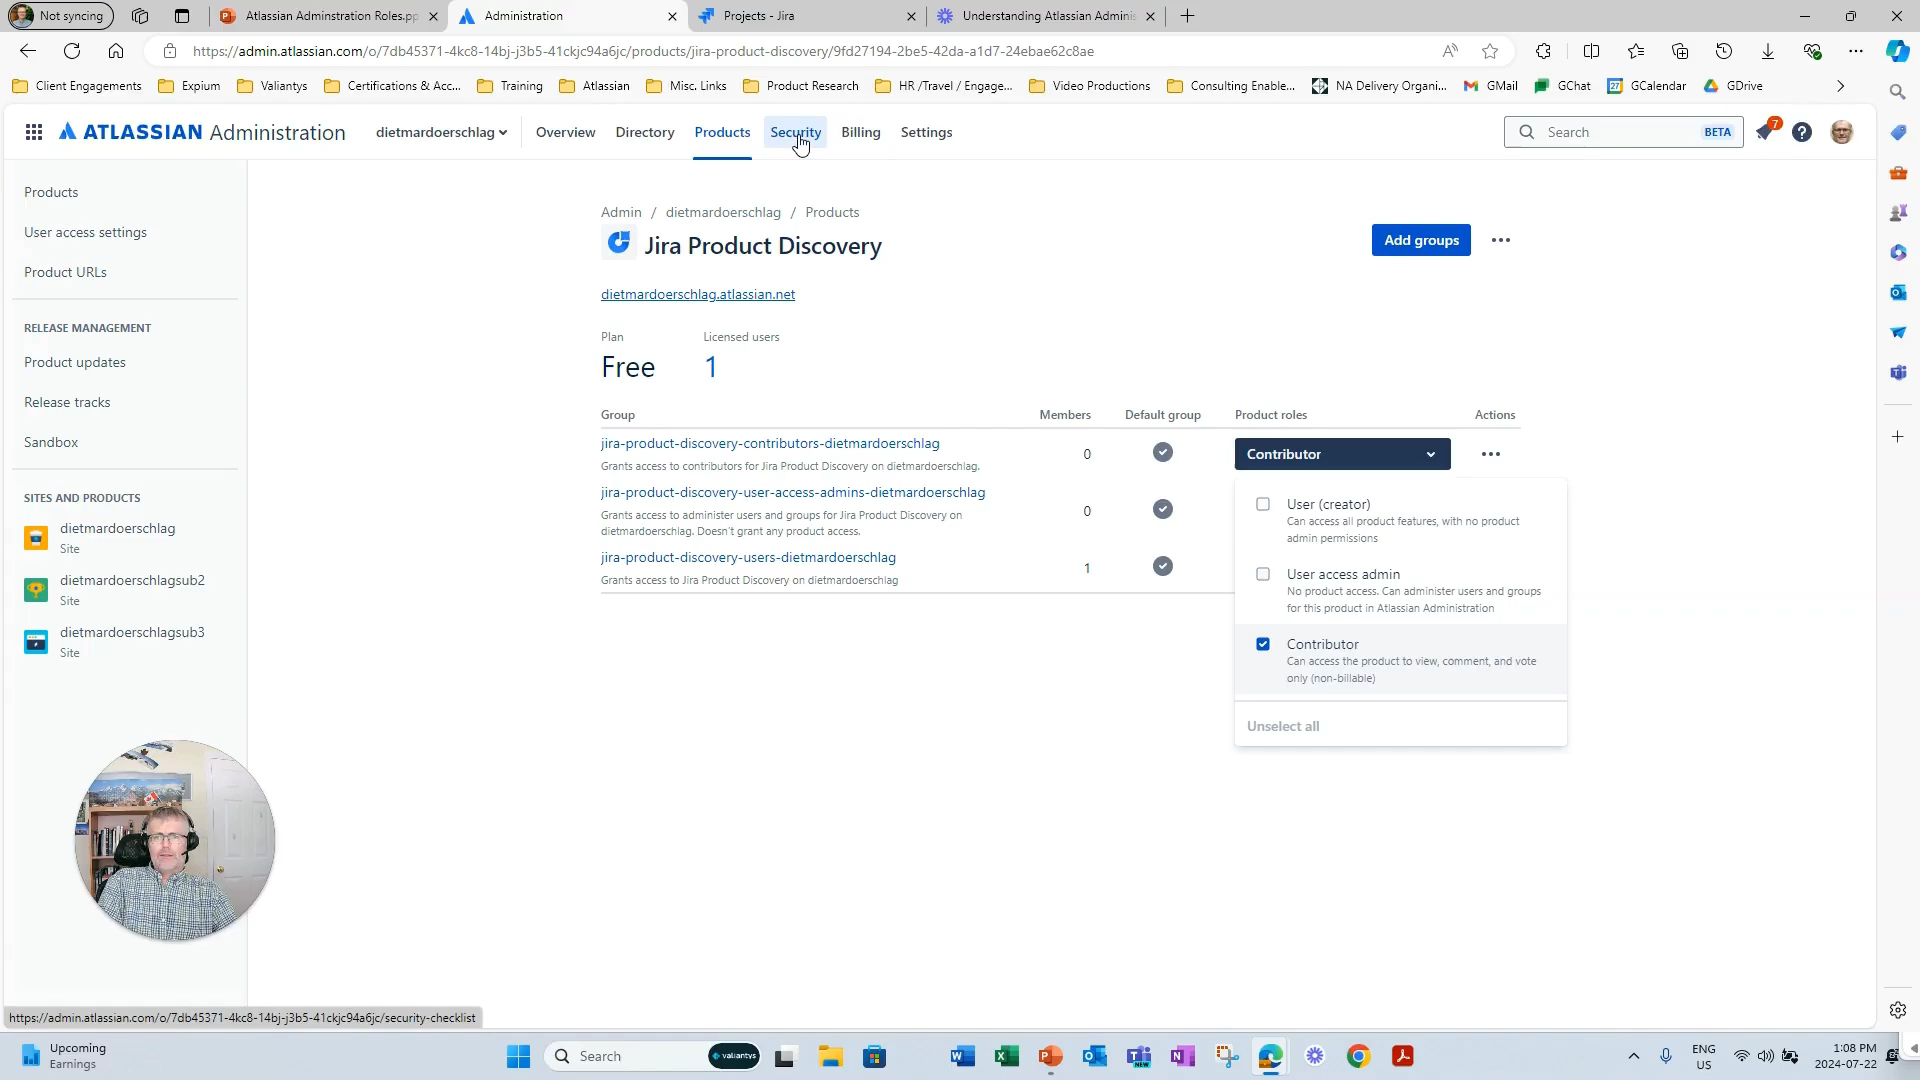 Not syncing
Atlassian Adminstration Roles.pp
Administration
Projects - Jira
Understanding Atlassian Adminis
https://admin.atlassian.com/o/7db45371-4kc8-14bj-j3b5-41ckjc94a6jc/products/jira-product-discovery/9fd27194-2be5-42da-a1d7-24ebae62c8ae
Client Engagements
Expium
Valiantys
Certifications & Acc...
Training
Atlassian
Misc. Links
Product Research
HR /Travel / Engage...
Video Productions
Consulting Enable...
NA Delivery Organi...
GMail
GChat
27
GCalendar
GDrive
ATLASSIAN Administration
dietmardoerschlag
Overview
Directory
Products
Security
Billing
Settings
Search
BETA
7
Products
User access settings
Product URLs
RELEASE MANAGEMENT
Product updates
Release tracks
Sandbox
SITES AND PRODUCTS
dietmardoerschlag
Site
dietmardoerschlagsub2
Site
dietmardoerschlagsub3
Site
Admin / dietmardoerschlag / Products
Jira Product Discovery
Add groups
dietmardoerschlag.atlassian.net
Plan
Licensed users
Free
1
Group
Members
Default group
Product roles
Actions
jira-product-discovery-contributors-dietmardoerschlag
Grants access to contributors for Jira Product Discovery on dietmardoerschlag.
0
Contributor
jira-product-discovery-user-access-admins-dietmardoerschlag
Grants access to administer users and groups for Jira Product Discovery on
dietmardoerschlag. Doesn't grant any product access.
0
jira-product-discovery-users-dietmardoerschlag
Grants access to Jira Product Discovery on dietmardoerschlag
1
User (creator)
Can access all product features, with no product
admin permissions
User access admin
No product access. Can administer users and groups
for this product in Atlassian Administration
Contributor
Can access the product to view, comment, and vote
only (non-billable)
Unselect all
https://admin.atlassian.com/o/7db45371-4kc8-14bj-j3b5-41ckjc94a6jc/security-checklist
Upcoming
Earnings
Search
valiantys
NEW
ENG
US
1:08 PM
2024-07-22